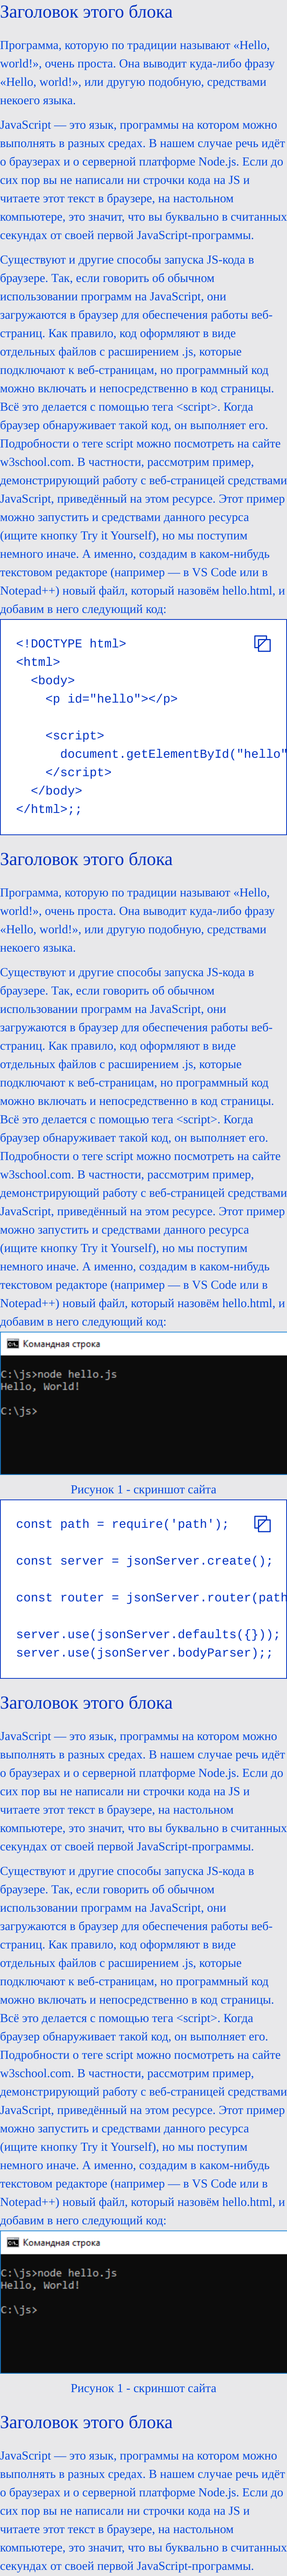 Заголовок этого блока
Программа, которую по традиции называют «Hello,
world!», очень проста. Она выводит куда-либо фразу
«Hello, world!», или другую подобную, средствами
некоего языка.
JavaScript — это язык, программы на котором можно
выполнять в разных средах. В нашем случае речь идёт
о браузерах и о серверной платформе Node.js. Если до
сих пор вы не написали ни строчки кода на JS и
читаете этот текст в браузере, на настольном
компьютере, это значит, что вы буквально в считанных
секундах от своей первой JavaScript-программы.
Существуют и другие способы запуска JS-кода в
браузере. Так, если говорить об обычном
использовании программ на JavaScript, они
загружаются в браузер для обеспечения работы веб-
страниц. Как правило, код оформляют в виде
отдельных файлов с расширением .js, которые
подключают к веб-страницам, но программный код
можно включать и непосредственно в код страницы.
Всё это делается с помощью тега <script>. Когда
браузер обнаруживает такой код, он выполняет его.
Подробности о теге script можно посмотреть на сайте
w3school.com. В частности, рассмотрим пример,
демонстрирующий работу с веб-страницей средствами
JavaScript, приведённый на этом ресурсе. Этот пример
можно запустить и средствами данного ресурса
(ищите кнопку Try it Yourself), но мы поступим
немного иначе. А именно, создадим в каком-нибудь
текстовом редакторе (например — в VS Code или в
Notepad++) новый файл, который назовём hello.html, и
добавим в него следующий код:
<!DOCTYPE html>
<html>
<body>
<p id="hello"></p>
<script>
document.getElementById("hello"
</script>
</body>
</html>;;
Заголовок этого блока
Программа, которую по традиции называют «Hello,
world!», очень проста. Она выводит куда-либо фразу
«Hello, world!», или другую подобную, средствами
некоего языка.
Существуют и другие способы запуска JS-кода в
браузере. Так, если говорить об обычном
использовании программ на JavaScript, они
загружаются в браузер для обеспечения работы веб-
страниц. Как правило, код оформляют в виде
отдельных файлов с расширением .js, которые
подключают к веб-страницам, но программный код
можно включать и непосредственно в код страницы.
Всё это делается с помощью тега <script>. Когда
браузер обнаруживает такой код, он выполняет его.
Подробности о теге script можно посмотреть на сайте
w3school.com. В частности, рассмотрим пример,
демонстрирующий работу с веб-страницей средствами
JavaScript, приведённый на этом ресурсе. Этот пример
можно запустить и средствами данного ресурса
(ищите кнопку Try it Yourself), но мы поступим
немного иначе. А именно, создадим в каком-нибудь
текстовом редакторе (например — в VS Code или в
Notepad++) новый файл, который назовём hello.html, и
добавим в него следующий код:
Командная строка
C:\js>node hello.js
Hello, World!
C:\js>
Рисунок 1 - скриншот сайта
const path = require('path');
const server = jsonServer.create();
const router = jsonServer.router(path
server.use(jsonServer.defaults({}));
server.use(jsonServer.bodyParser);;
Заголовок этого блока
JavaScript — это язык, программы на котором можно
выполнять в разных средах. В нашем случае речь идёт
о браузерах и о серверной платформе Node.js. Если до
сих пор вы не написали ни строчки кода на JS и
читаете этот текст в браузере, на настольном
компьютере, это значит, что вы буквально в считанных
секундах от своей первой JavaScript-программы.
Существуют и другие способы запуска JS-кода в
браузере. Так, если говорить об обычном
использовании программ на JavaScript, они
загружаются в браузер для обеспечения работы веб-
страниц. Как правило, код оформляют в виде
отдельных файлов с расширением .js, которые
подключают к веб-страницам, но программный код
можно включать и непосредственно в код страницы.
Всё это делается с помощью тега <script>. Когда
браузер обнаруживает такой код, он выполняет его.
Подробности о теге script можно посмотреть на сайте
w3school.com. В частности, рассмотрим пример,
демонстрирующий работу с веб-страницей средствами
JavaScript, приведённый на этом ресурсе. Этот пример
можно запустить и средствами данного ресурса
(ищите кнопку Try it Yourself), но мы поступим
немного иначе. А именно, создадим в каком-нибудь
текстовом редакторе (например — в VS Code или в
Notepad++) новый файл, который назовём hello.html, и
добавим в него следующий код:
Командная строка
C:\js>node hello.js
Hello, World!
C:\js>
Рисунок 1 - скриншот сайта
Заголовок этого блока
JavaScript — это язык, программы на котором можно
выполнять в разных средах. В нашем случае речь идёт
о браузерах и о серверной платформе Node.js. Если до
сих пор вы не написали ни строчки кода на JS и
читаете этот текст в браузере, на настольном
компьютере, это значит, что вы буквально в считанных
секундах от своей первой JavaScript-программы.